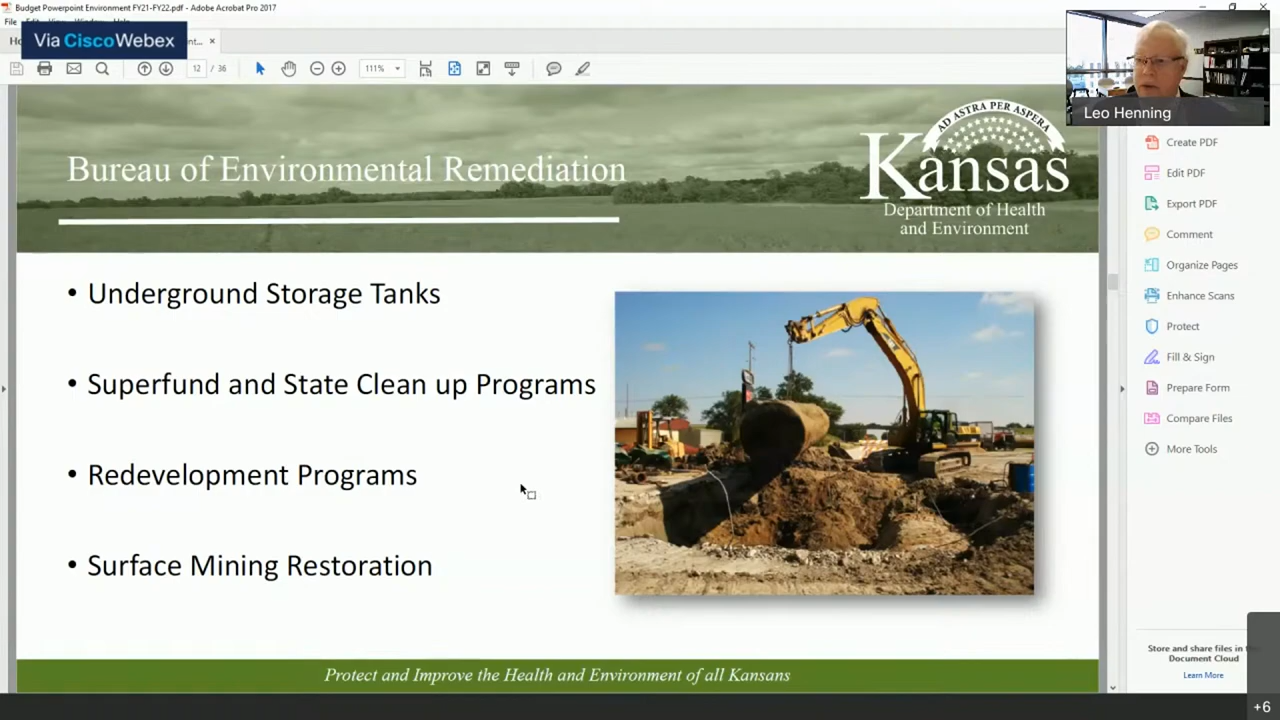 Budget Powerpoint Environment FY21-FY22.pdf - Adobe Acrobat Pro 2017
File Edit View Window Help
Via CiscoWebex
12 / 36
111%
Leo Henning
Bureau of Environmental Remediation
AD ASTRA PER ASPERA
Kansas
Department of Health
and Environment
• Underground Storage Tanks
• Superfund and State Clean up Programs
• Redevelopment Programs
• Surface Mining Restoration
Protect and Improve the Health and Environment of all Kansans
Create PDF
Edit PDF
Export PDF
Comment
Organize Pages
Enhance Scans
Protect
Fill & Sign
Prepare Form
Compare Files
More Tools
Store and share files in
Document Cloud
Learn More
+6